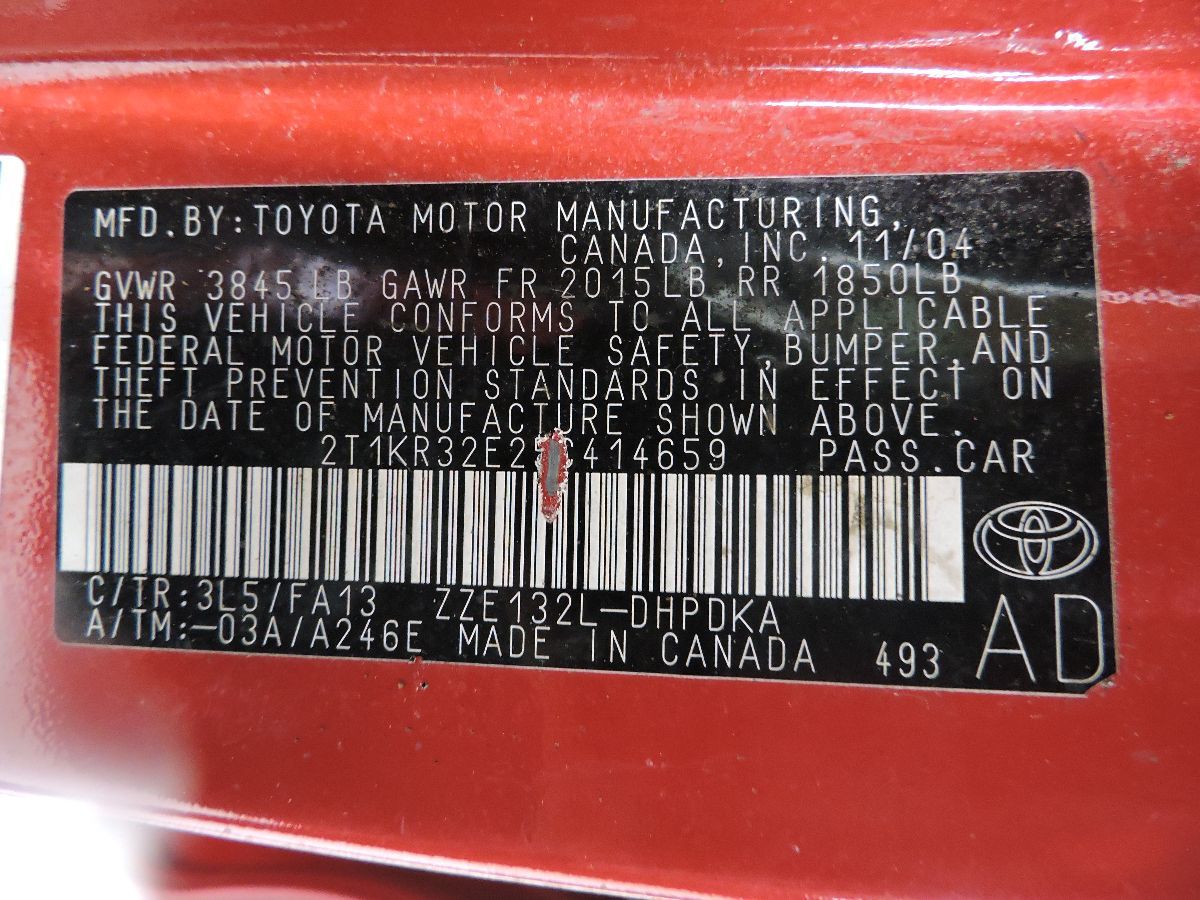 MFD.BY:TOYOTA MOTOR MANUFACTURING,
CANADA,INC. 11/04
GVWR 3845 LB GAWR FR 2015LB RR 1850LB
THIS VEHICLE CONFORMS TO ALL APPLICABLE
FEDERAL MOTOR VEHICLE SAFETY,BUMPER,AND
THEFT PREVENTION STANDARDS IN EFFECT ON
THE DATE OF MANUFACTURE SHOWN ABOVE.
2T1KR32E25C414659 PASS.CAR
C/TR:3L5/FA13 ZZE132L-DHPDKA
A/TM:-03A/A246E MADE IN CANADA 493 AD